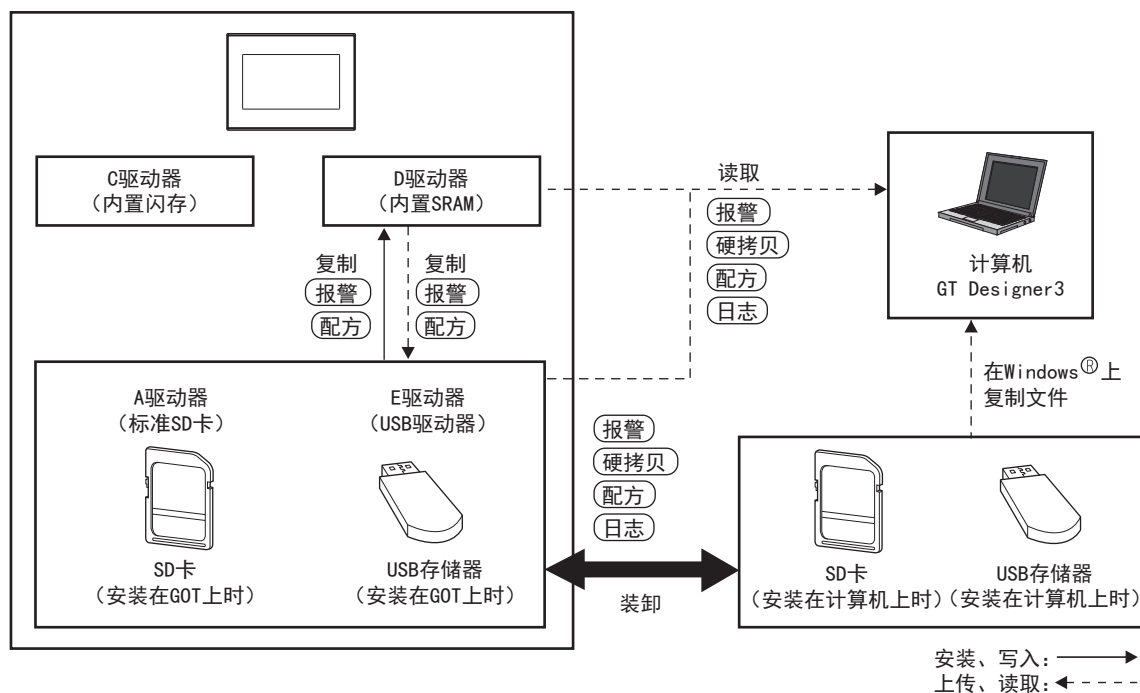 C驱动器
（内置闪存）
D驱动器
（内置SRAM）
读取
报警
硬拷贝
配方
日志
计算机
GT Designer3
复制
报警
配方
复制
报警
配方
在Windows®上
复制文件
A驱动器
（标准SD卡）
E驱动器
（USB驱动器）
报警
硬拷贝
配方
日志
装卸
SD卡
（安装在GOT上时）
USB存储器
（安装在GOT上时）
SD卡
（安装在计算机上时）
USB存储器
（安装在计算机上时）
安装、写入：
上传、读取：